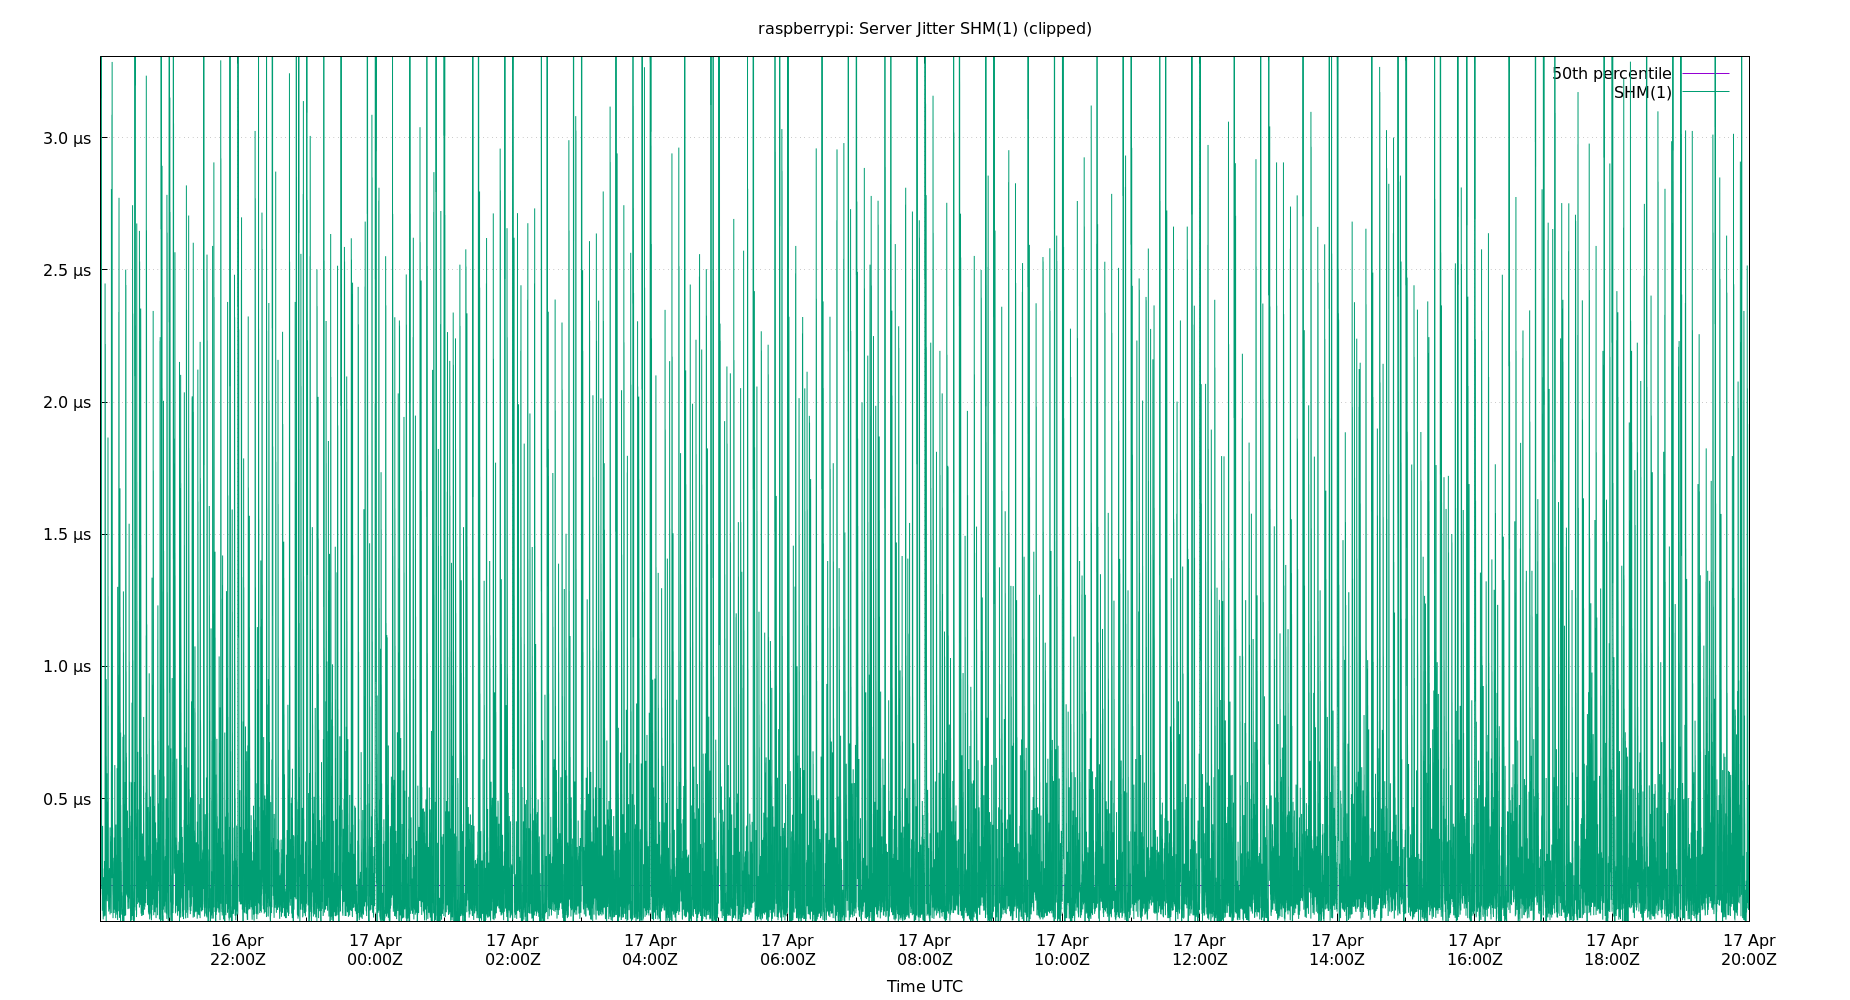 raspberrypi: Server Jitter SHM(1) (clipped)
50th percentile
SHM(1)
3.0 µs
2.5 µs
2.0 µs
1.5 µs
1.0 µs
0.5 µs
16 Apr 17 Apr 17 Apr 17 Apr 17 Apr 17 Apr 17 Apr 17 Apr 17 Apr 17 Apr 17 Apr 17 Apr
22:00Z 00:00Z 02:00Z 04:00Z 06:00Z 08:00Z 10:00Z 12:00Z 14:00Z 16:00Z 18:00Z 20:00Z
Time UTC